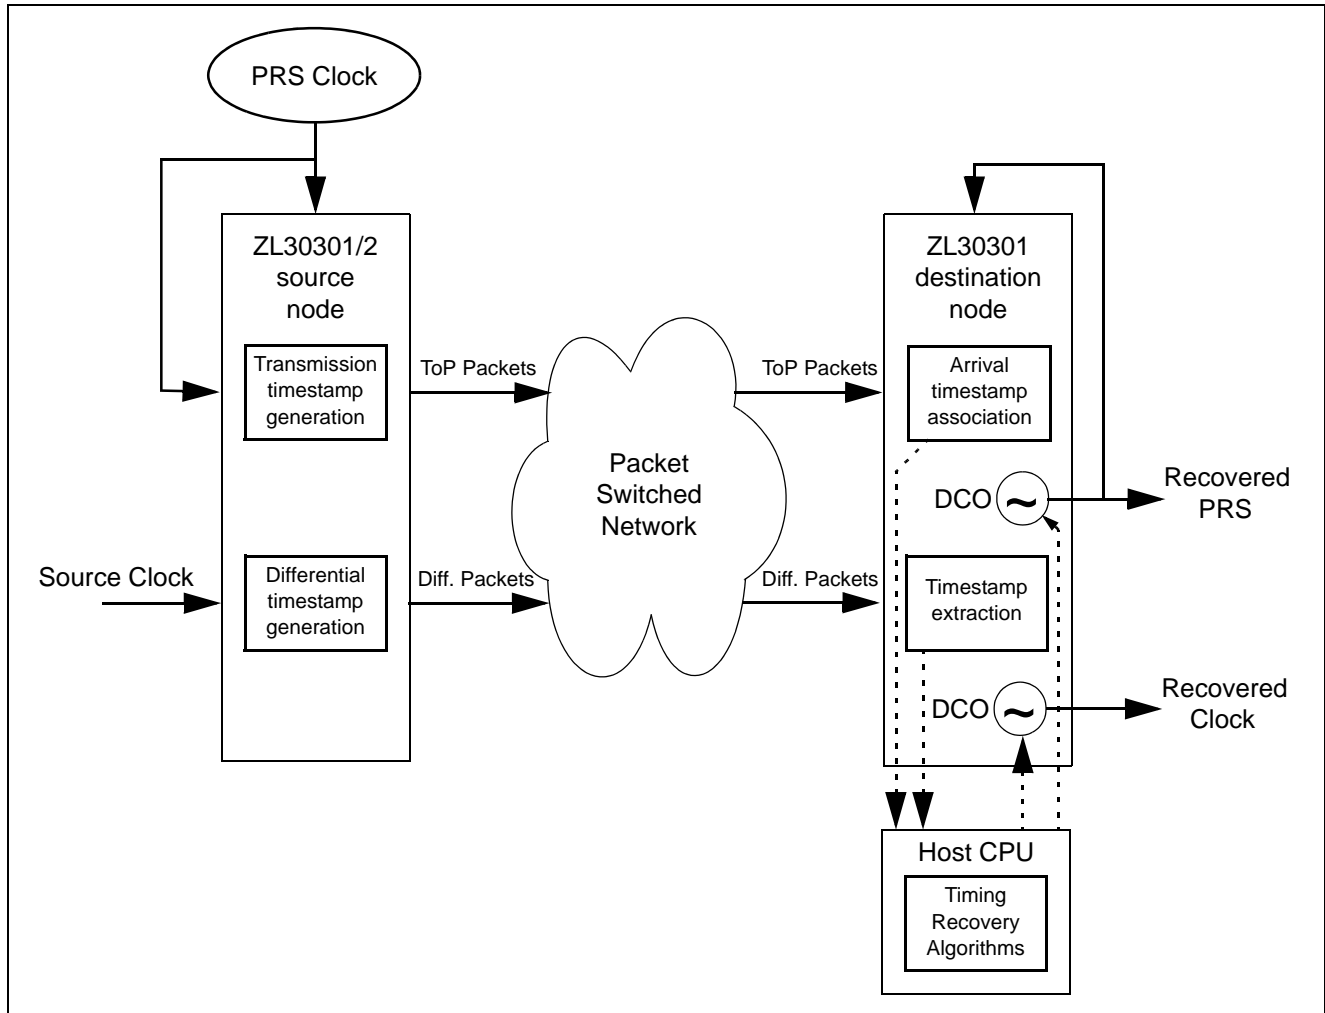 PRS Clock
ZL30301/2
source
node
Transmission
timestamp
generation
ToP Packets
Source Clock
Differential
timestamp
generation
Diff. Packets
Packet
Switched
Network
ToP Packets
Diff. Packets
ZL30301
destination
node
Arrival
timestamp
association
DCO
~
Recovered
PRS
Timestamp
extraction
DCO
~
Recovered
Clock
Host CPU
Timing
Recovery
Algorithms